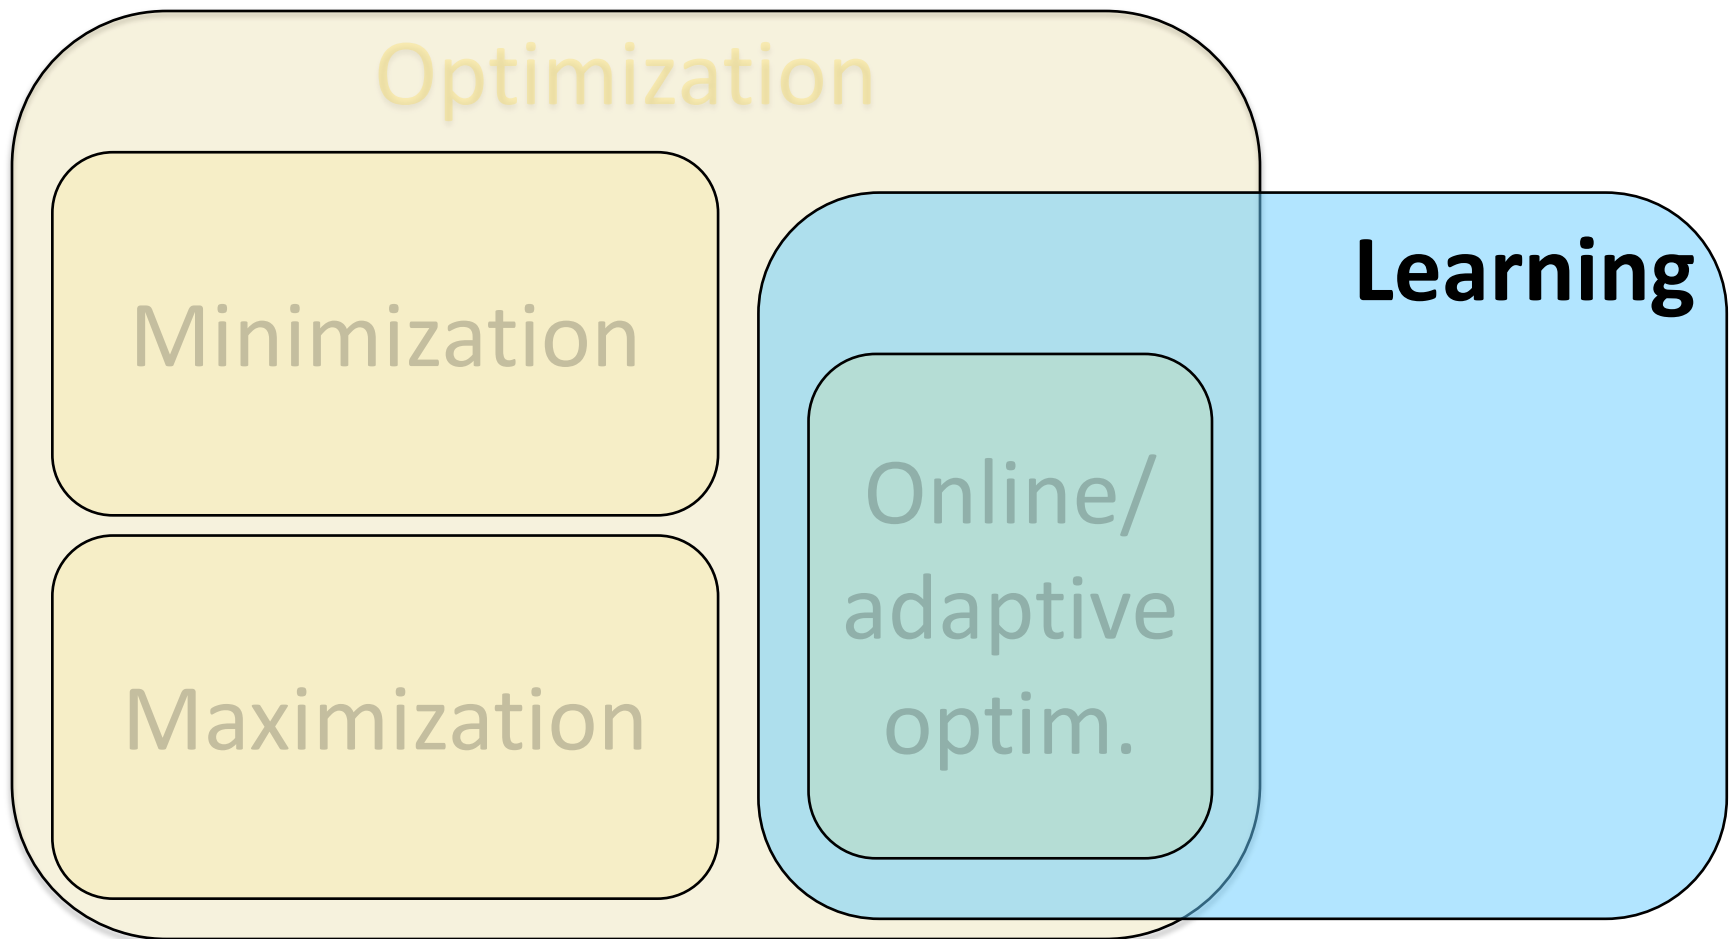 Optimization
Learning
Minimization
Online/
adaptive
optim.
Maximization